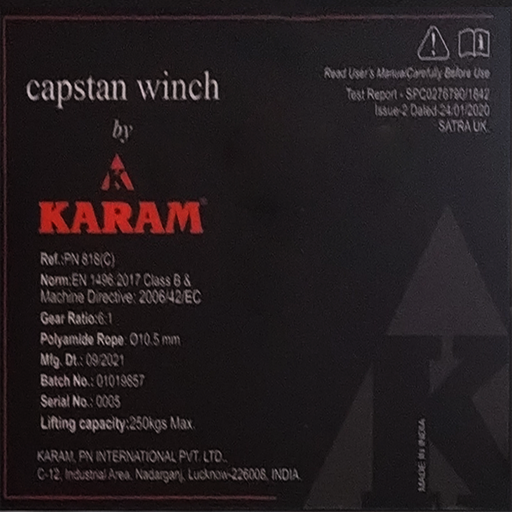 capstan winch
by
K
KARAM
Ref.:PN 818(C)
Norm:EN 1496:2017 Class B &
Machine Directive: 2006/42/EC
Gear Ratio:6:1
Polyamide Rope: Ø10.5 mm
Mfg. Dt.: 09/2021
Batch No.: 01019857
Serial No.: 0005
Lifting capacity:250kgs Max.
KARAM, PN INTERNATIONAL PVT. LTD.
C-12, Industrial Area, Nadarganj, Lucknow-226008, INDIA.
Read User's Manual Carefully Before Use
Test Report - SPC0276790/1842
Issue-2 Dated-24/01/2020
SATRA UK.
MADE IN INDIA